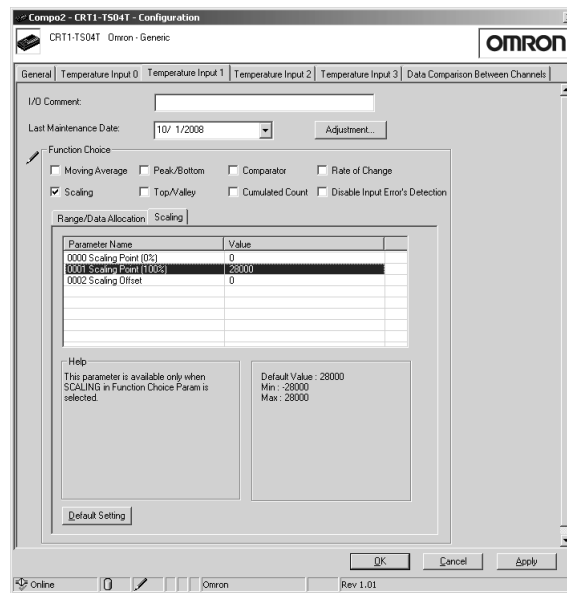 Compo2 - CRT1-TS04T - Configuration
CRT1-TS04T Omron - Generic
OMRON
General Temperature Input 0 Temperature Input 1 Temperature Input 2 Temperature Input 3 Data Comparison Between Channels
I/O Comment:
Last Maintenance Date: 10/ 1/2008 Adjustment...
Function Choice
Moving Average Peak/Bottom Comparator Rate of Change
Scaling Top/Valley Cumulated Count Disable Input Error's Detection
Range/Data Allocation Scaling
Parameter Name Value
0000 Scaling Point (0%) 0
0001 Scaling Point (100%) 28000
0002 Scaling Offset 0
Help
This parameter is available only when
SCALING in Function Choice Param is
selected.
Default Value : 28000
Min : -28000
Max : 28000
Default Setting
OK Cancel Apply
Online Omron Rev 1.01